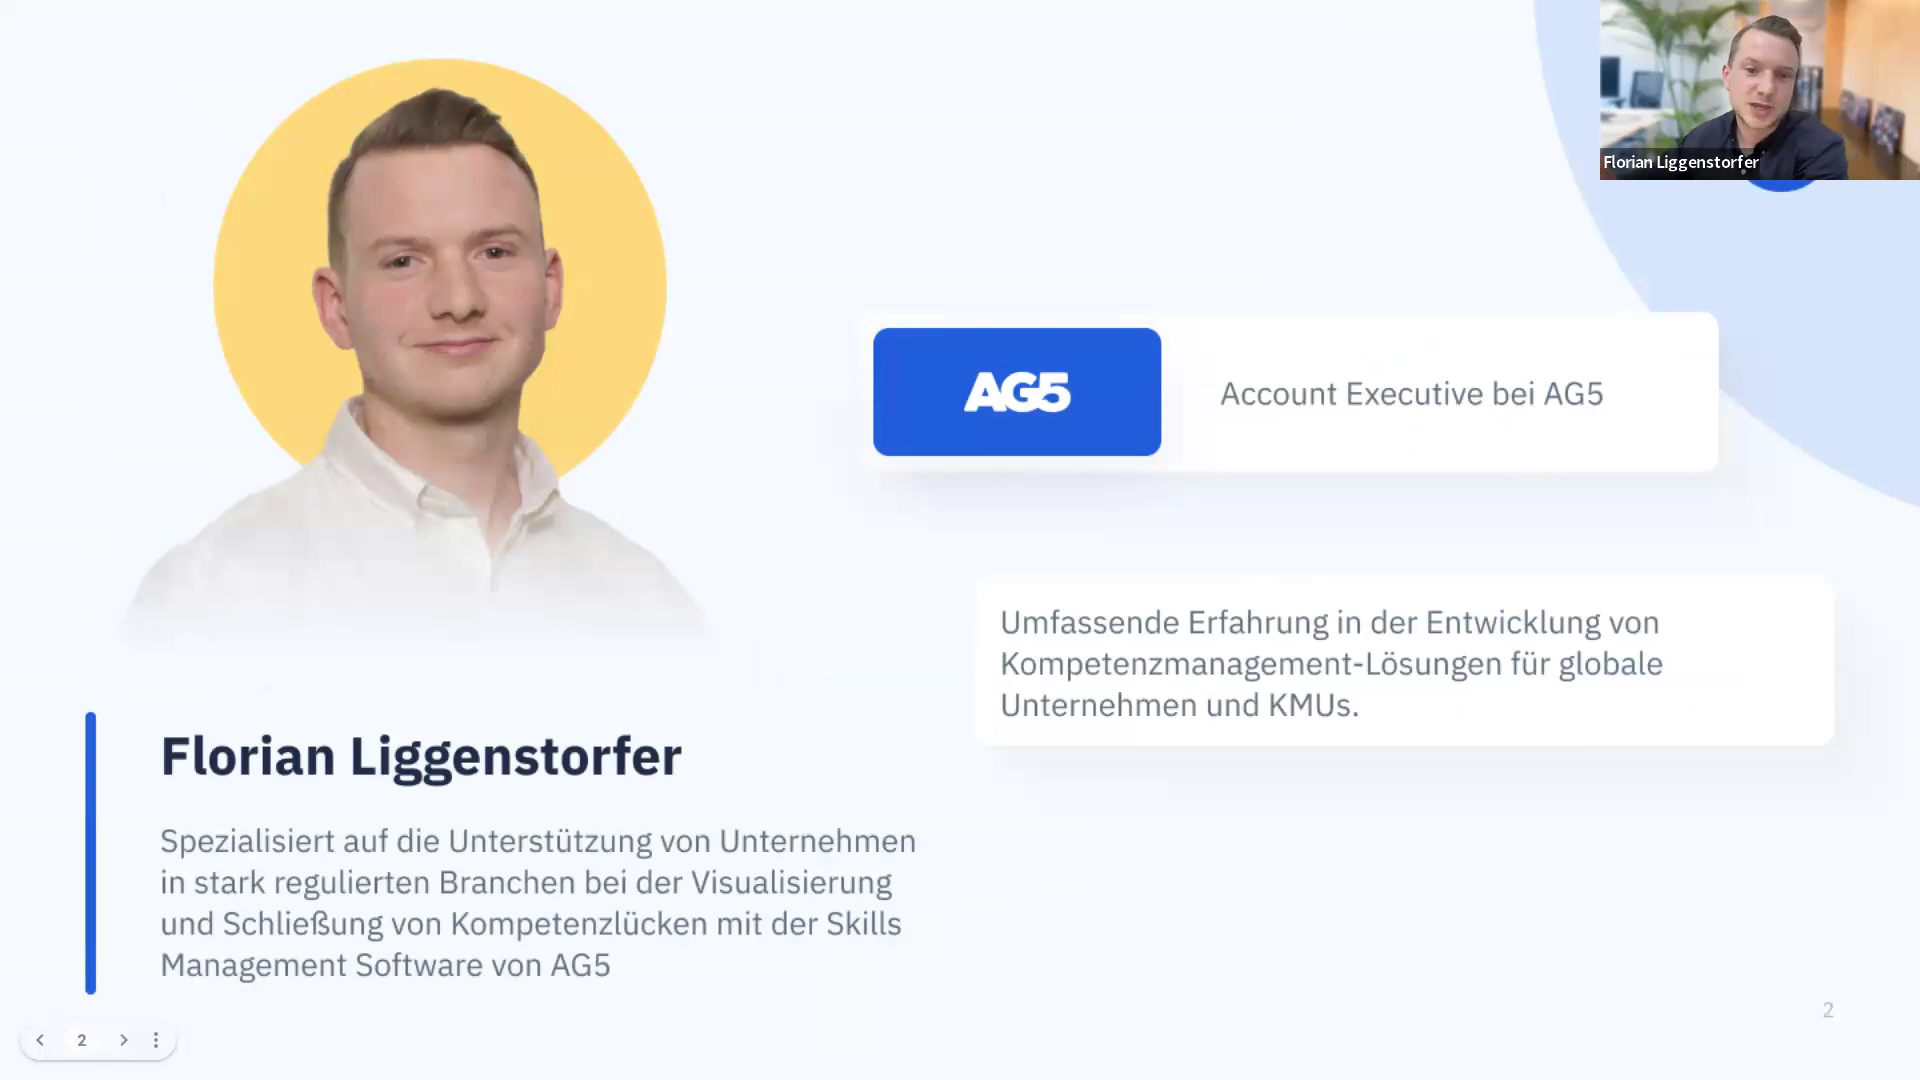 Florian Liggenstorfer
AG5
Account Executive bei AG5
Umfassende Erfahrung in der Entwicklung von
Kompetenzmanagement-Lösungen für globale
Unternehmen und KMUs.
Florian Liggenstorfer
Spezialisiert auf die Unterstützung von Unternehmen
in stark regulierten Branchen bei der Visualisierung
und Schließung von Kompetenzlücken mit der Skills
Management Software von AG5
2
2